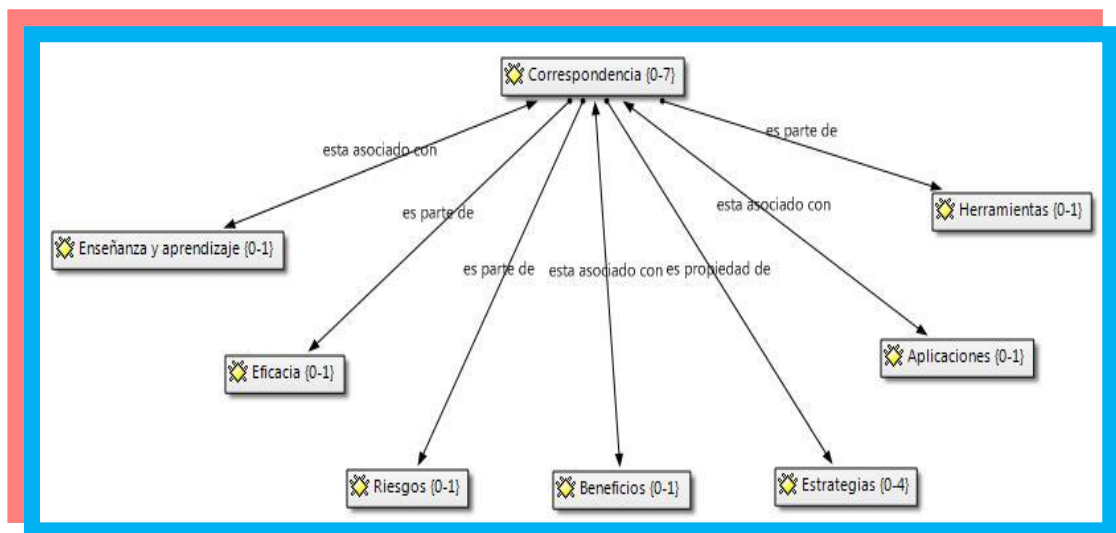 Correspondencia {0-7}
es parte de
esta asociado con
Herramientas {0-1}
esta asociado con
es parte de
Enseñanza y aprendizaje {0-1}
es parte de
esta asociado con
es propiedad de
Aplicaciones {0-1}
Eficacia {0-1}
Riesgos {0-1}
Beneficios {0-1}
Estrategias {0-4}